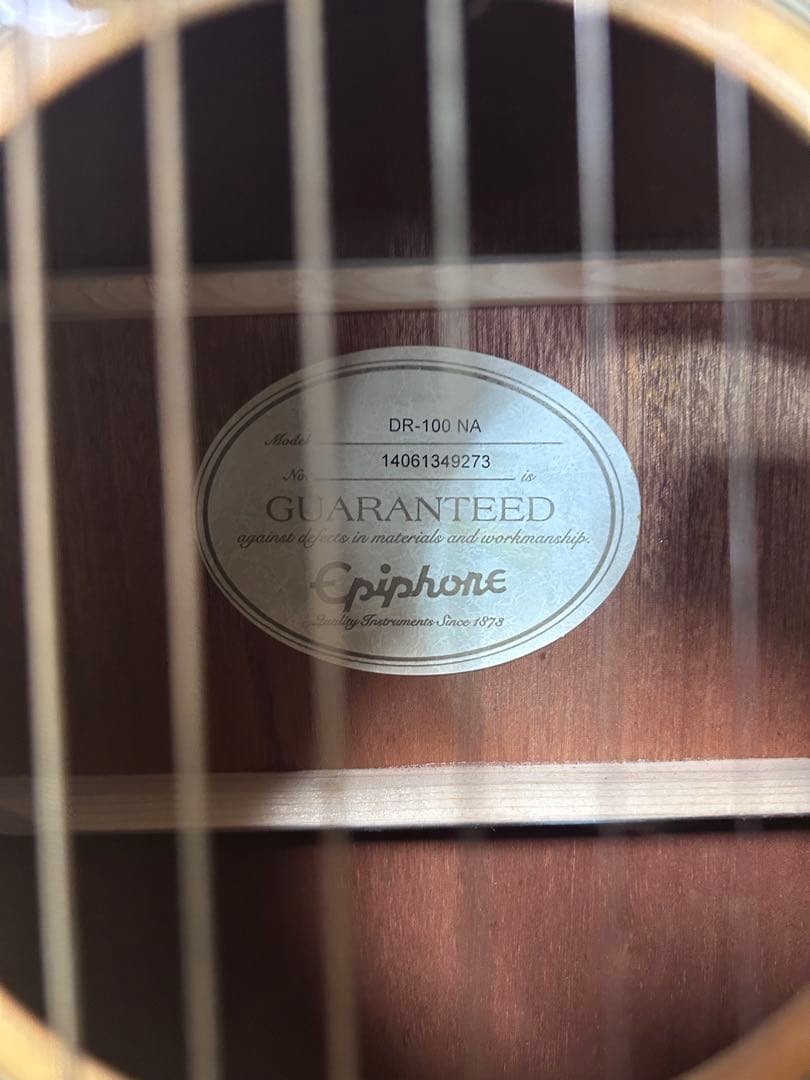 Model DR-100 NA
No. 14061349273 is
GUARANTEED
against defects in materials and workmanship.
Epiphone
Quality Instruments Since 1873